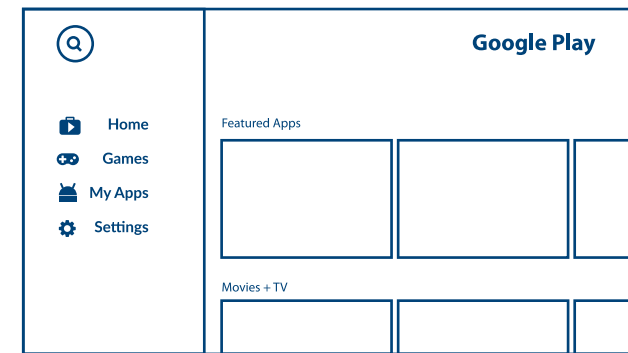 Google Play
Home
Games
My Apps
Settings
Featured Apps
Movies + TV